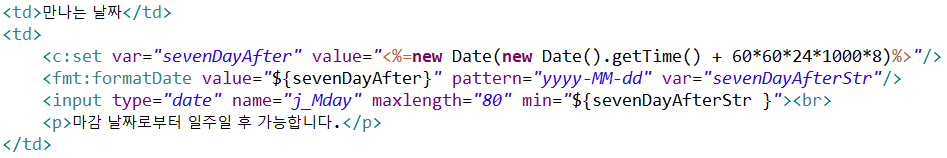 <td>만나는 날짜</td>
<td>
<c:set var="sevenDayAfter" value="<%=new Date(new Date().getTime() + 60*60*24*1000*8)%>"/>
<fmt:formatDate value="${sevenDayAfter}" pattern="yyyy-MM-dd" var="sevenDayAfterStr"/>
<input type="date" name="j_Mday" maxlength="80" min="${sevenDayAfterStr }"><br>
<p>마감 날짜로부터 일주일 후 가능합니다.</p>
</td>